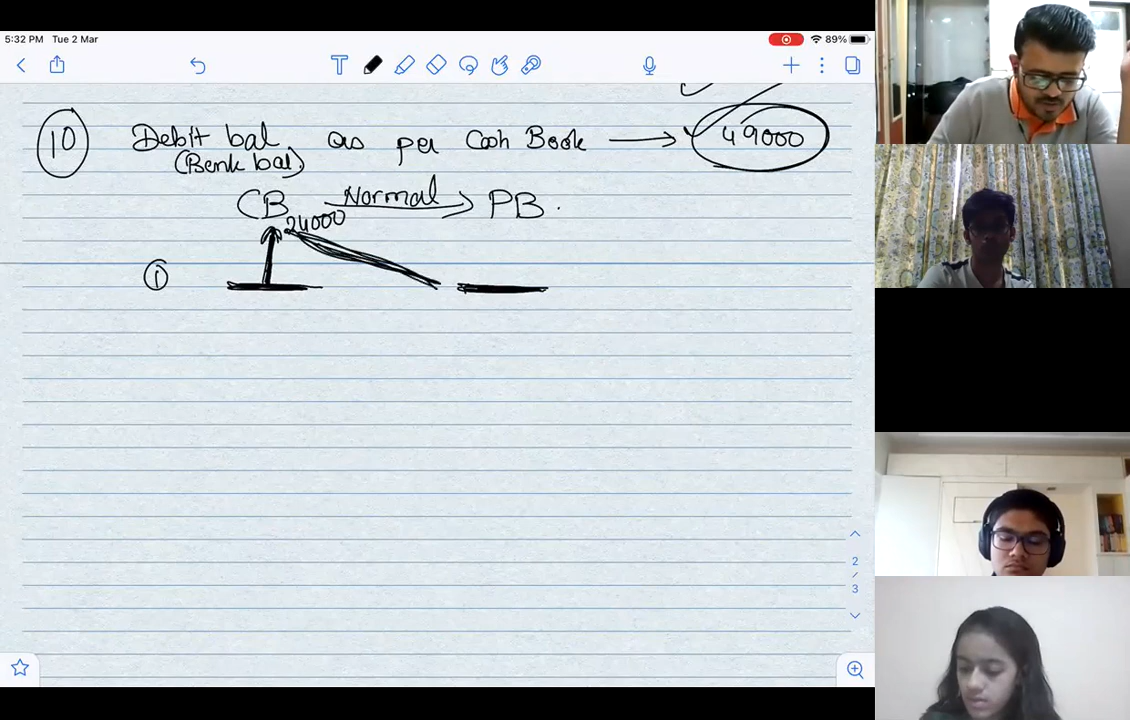 5:32 PM Tue 2 Mar
89%
T
10 Debit bal as per Cash Book → 49000
(Bank bal)
CB Normal → PB
24000
1
2
/
3